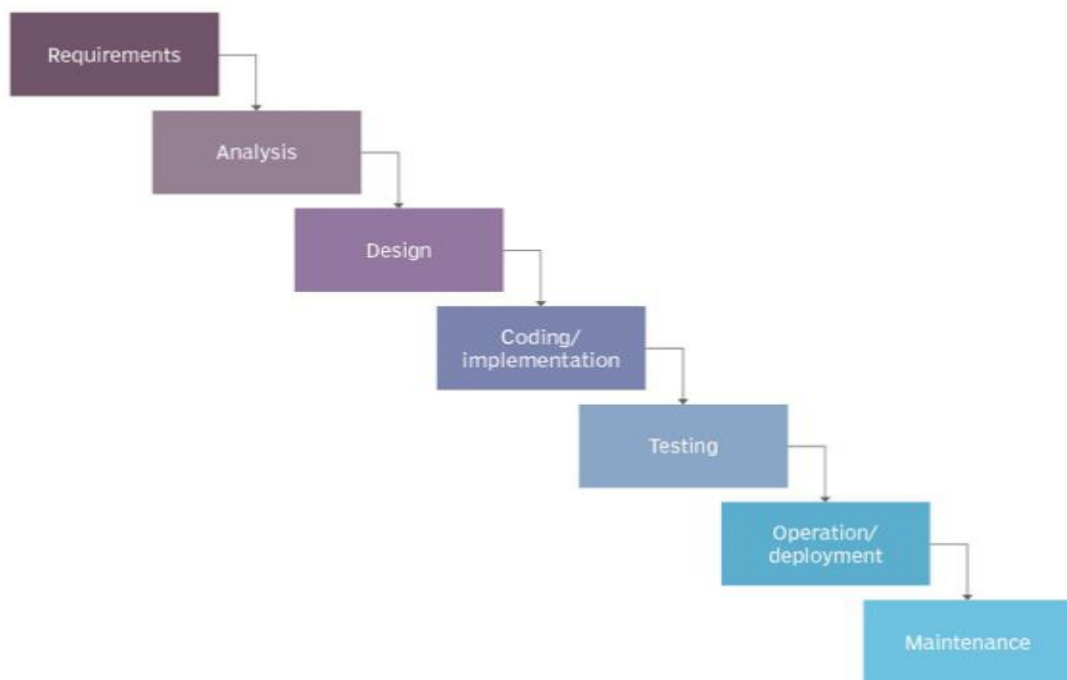 Requirements
Analysis
Design
Coding/
implementation
Testing
Operation/
deployment
Maintenance